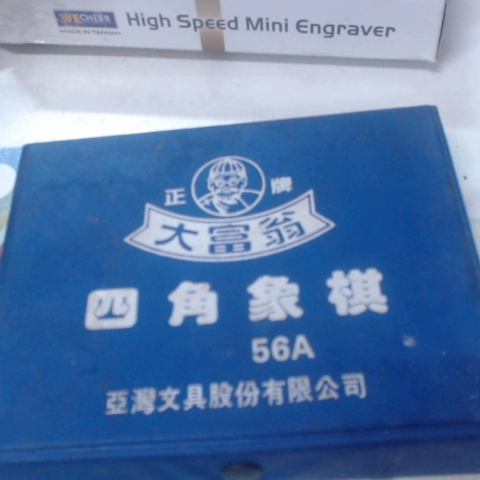 WECHEER
MADE IN TAIWAN
High Speed Mini Engraver
正牌
大富翁
四角象棋
56A
亞灣文具股份有限公司